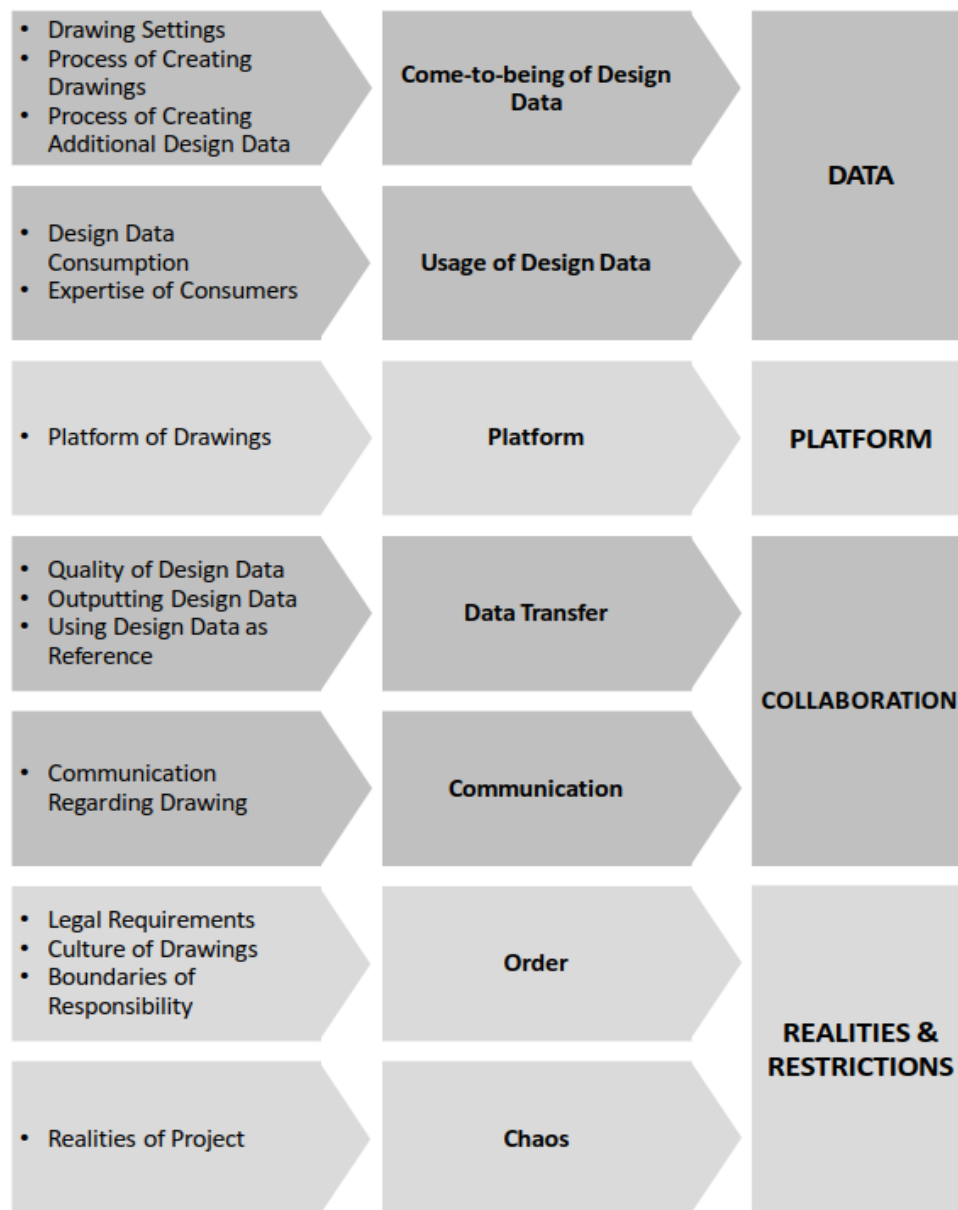 • Drawing Settings
• Process of Creating
Drawings
• Process of Creating
Additional Design Data
Come-to-being of Design
Data
DATA
• Design Data
Consumption
• Expertise of Consumers
Usage of Design Data
• Platform of Drawings
Platform
PLATFORM
• Quality of Design Data
• Outputting Design Data
• Using Design Data as
Reference
Data Transfer
COLLABORATION
• Communication
Regarding Drawing
Communication
• Legal Requirements
• Culture of Drawings
• Boundaries of
Responsibility
Order
REALITIES &
RESTRICTIONS
• Realities of Project
Chaos